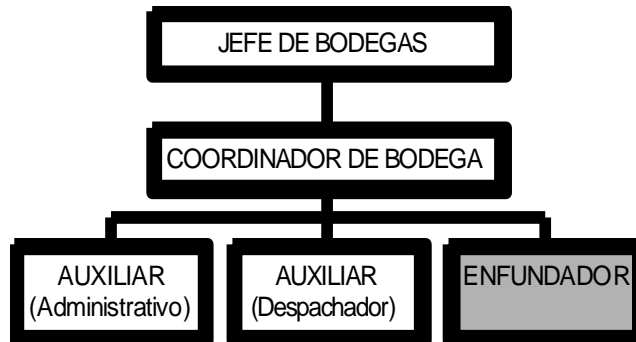 JEFE DE BODEGAS
COORDINADOR DE BODEGA
AUXILIAR
(Administrativo)
AUXILIAR
(Despachador)
ENFUNDADOR